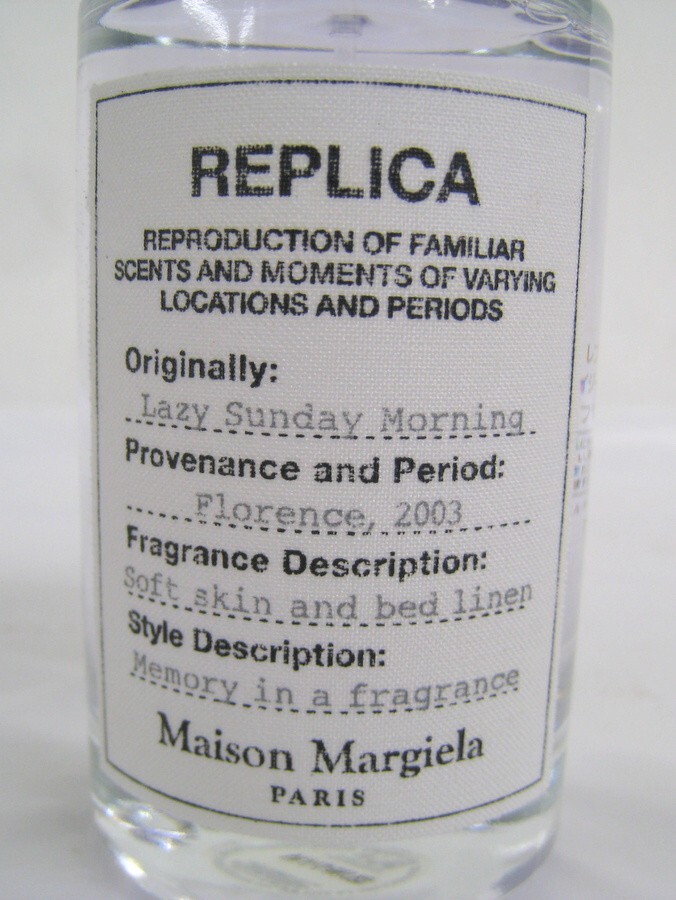 REPLICA
REPRODUCTION OF FAMILIAR
SCENTS AND MOMENTS OF VARYING
LOCATIONS AND PERIODS
Originally:
Lazy Sunday Morning
Provenance and Period:
Florence, 2003
Fragrance Description:
Soft skin and bed linen
Style Description:
Memory in a fragrance
Maison Margiela
PARIS